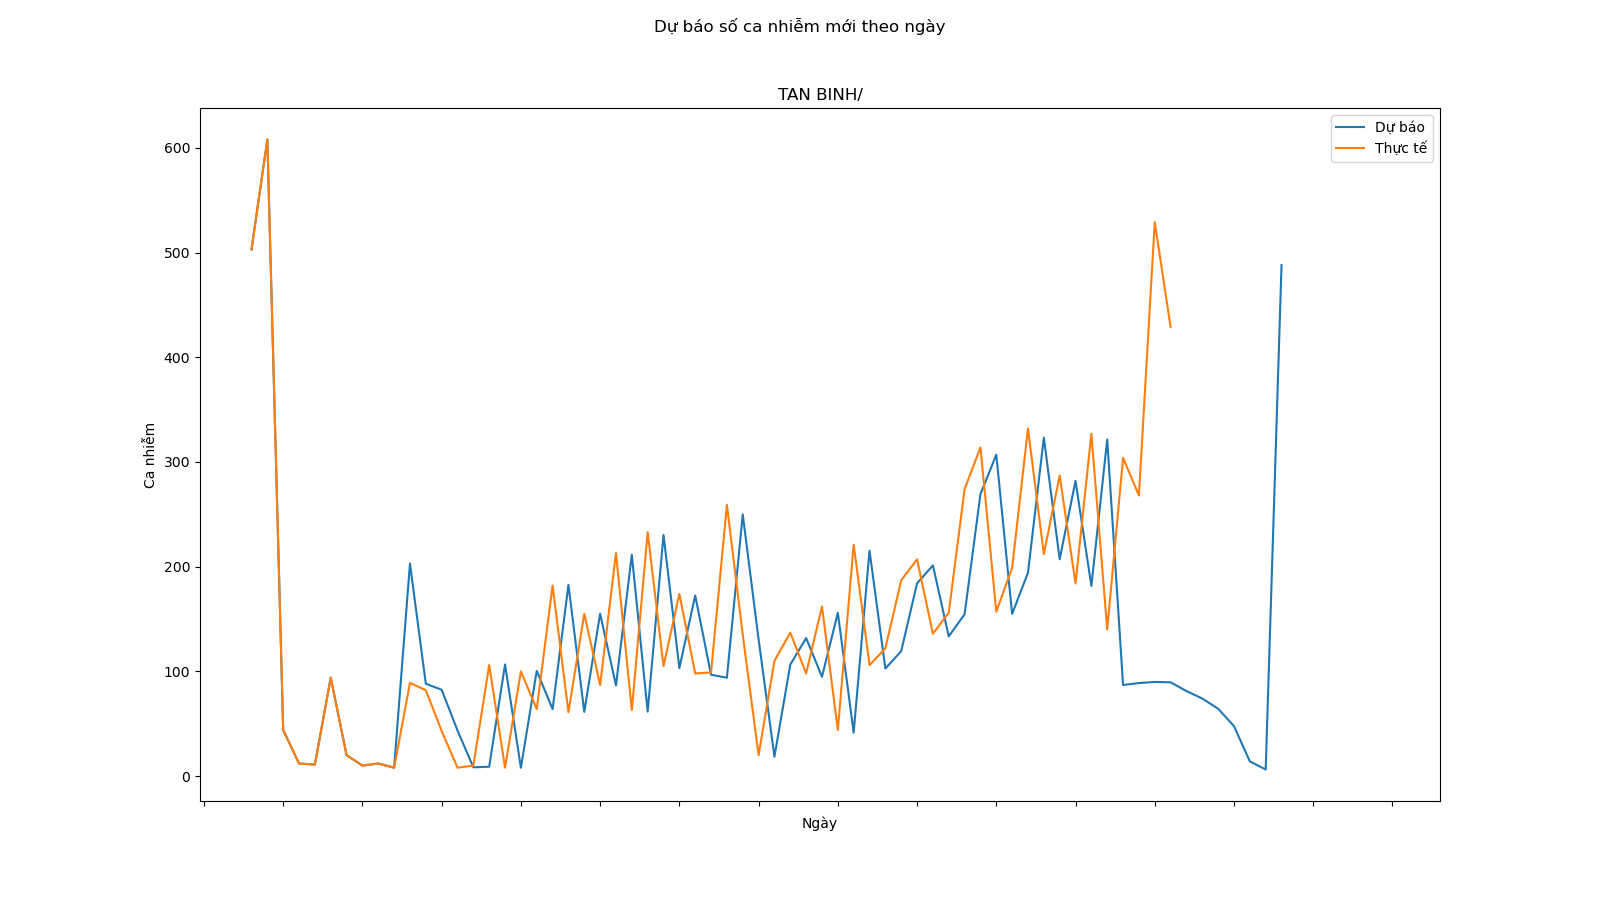 Dự báo số ca nhiễm mới theo ngày
TAN BINH/
Dự báo
Thực tế
600
500
400
300
200
100
0
Ca nhiễm
Ngày